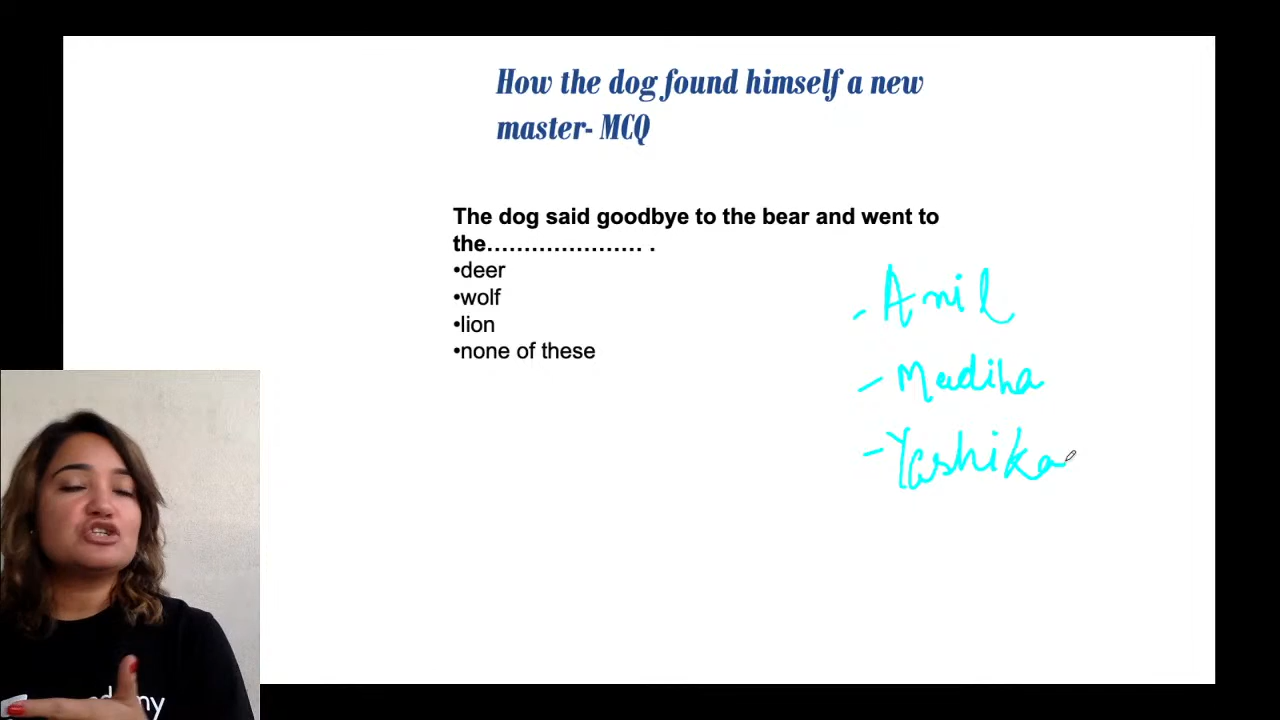 How the dog found himself a new
master- MCQ
The dog said goodbye to the bear and went to
the………………… .
•deer
•wolf
•lion
•none of these
- Anil
- Madiha
- Yashika